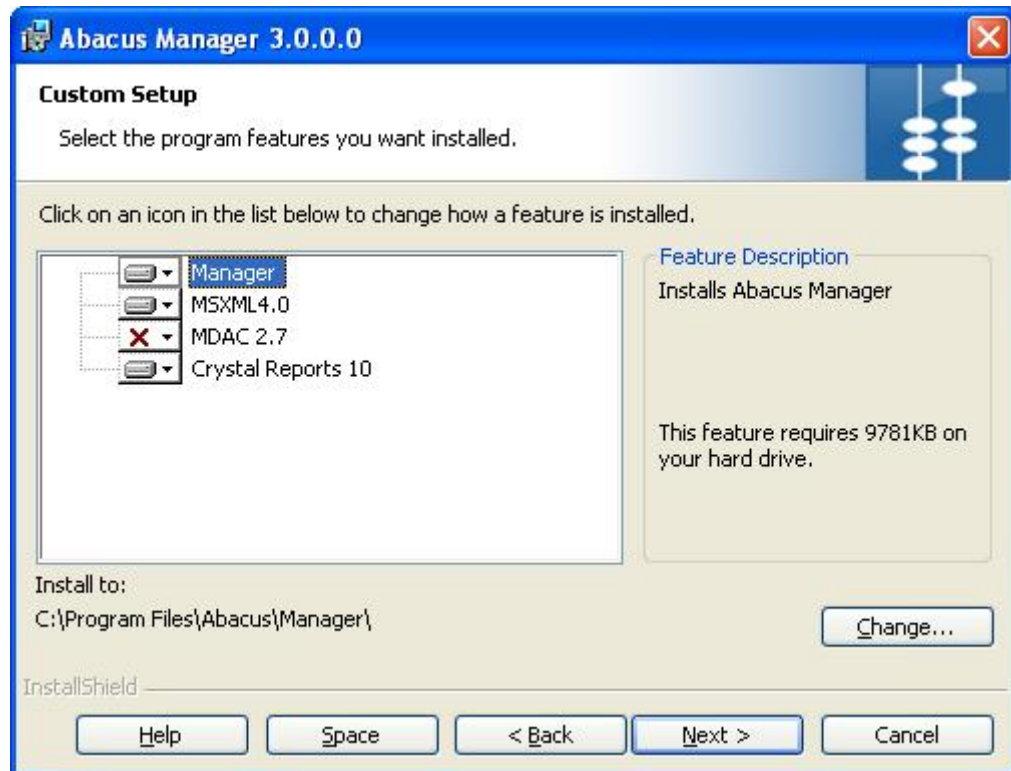 Abacus Manager 3.0.0.0
Custom Setup
Select the program features you want installed.
Click on an icon in the list below to change how a feature is installed.
Manager
MSXML4.0
MDAC 2.7
Crystal Reports 10
Feature Description
Installs Abacus Manager
This feature requires 9781KB on
your hard drive.
Install to:
C:\Program Files\Abacus\Manager\
Change...
InstallShield
Help
Space
< Back
Next >
Cancel